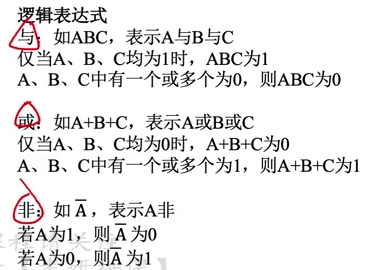 逻辑表达式
与：如ABC，表示A与B与C
仅当A、B、C均为1时，ABC为1
A、B、C中有一个或多个为0，则ABC为0
或：如A+B+C，表示A或B或C
仅当A、B、C均为0时，A+B+C为0
A、B、C中有一个或多个为1，则A+B+C为1
非：如A̅，表示A非
若A为1，则A̅为0
若A为0，则A̅为1